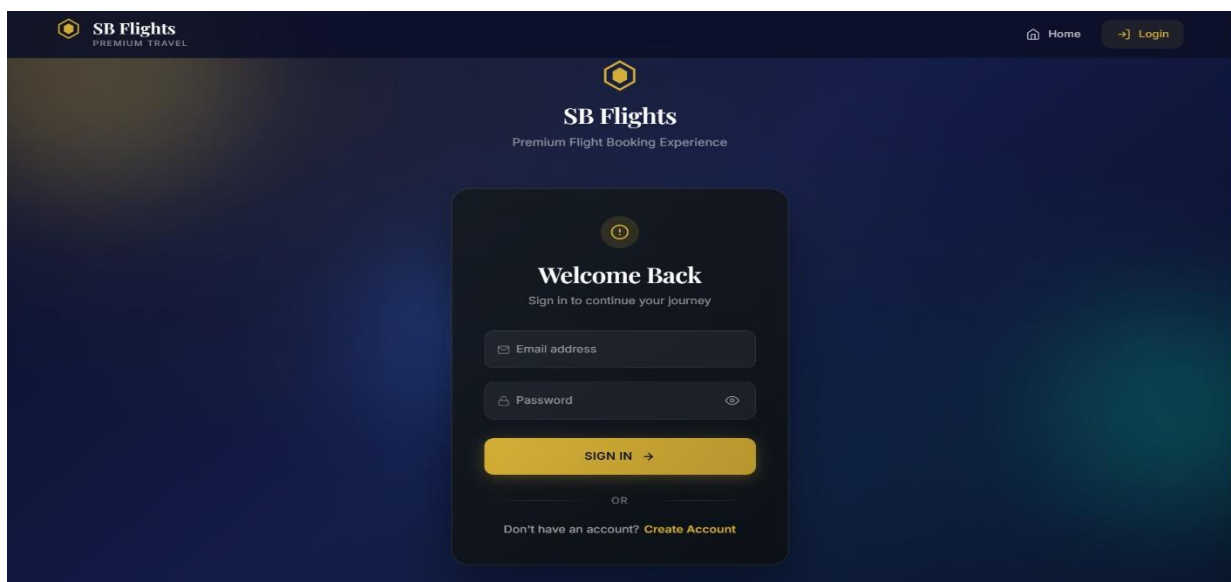 SB Flights
PREMIUM TRAVEL
Home
Login
SB Flights
Premium Flight Booking Experience
Welcome Back
Sign in to continue your journey
Email address
Password
SIGN IN →
OR
Don't have an account? Create Account